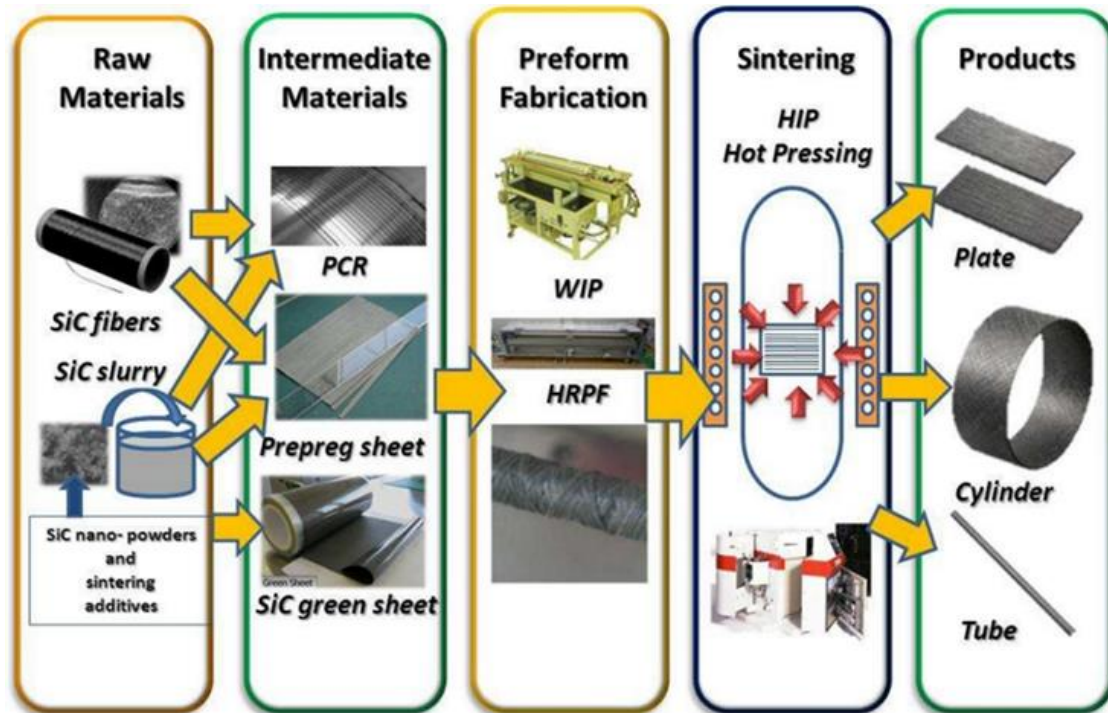 Raw
Materials
SiC fibers
SiC slurry
SiC nano- powders
and
sintering
additives
Intermediate
Materials
PCR
Prepreg sheet
Green Sheet
SiC green sheet
Preform
Fabrication
WIP
HRPF
Sintering
HIP
Hot Pressing
Products
Plate
Cylinder
Tube